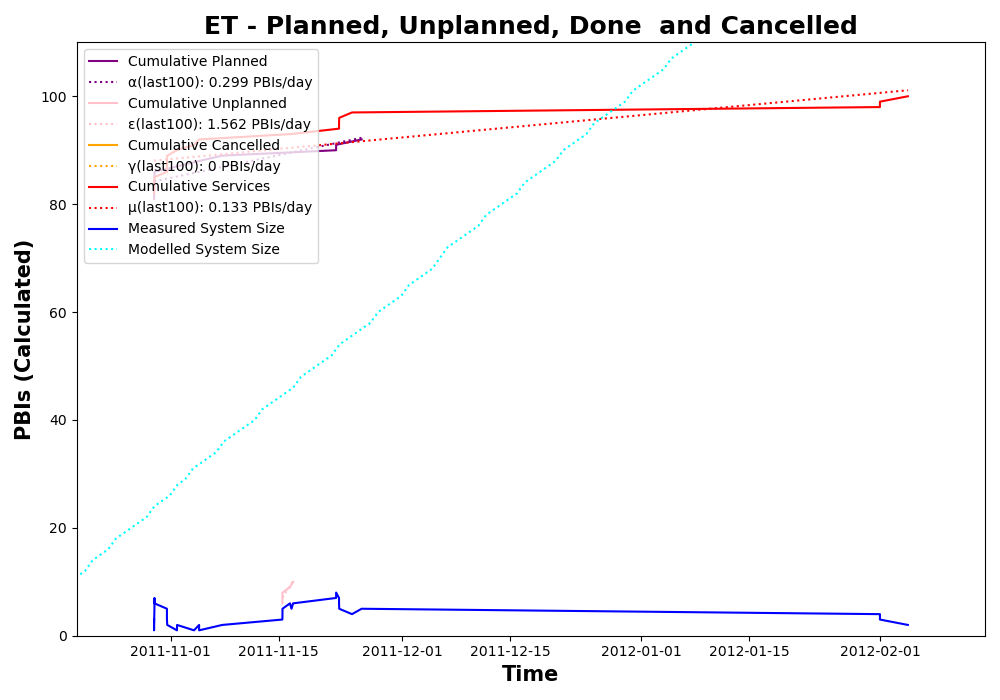 ET - Planned, Unplanned, Done  and Cancelled
Cumulative Planned
α(last100): 0.299 PBIs/day
Cumulative Unplanned
ε(last100): 1.562 PBIs/day
Cumulative Cancelled
γ(last100): 0 PBIs/day
Cumulative Services
μ(last100): 0.133 PBIs/day
Measured System Size
Modelled System Size
PBIs (Calculated)
100
80
60
40
20
0
2011-11-01 2011-11-15 2011-12-01 2011-12-15 2012-01-01 2012-01-15 2012-02-01
Time